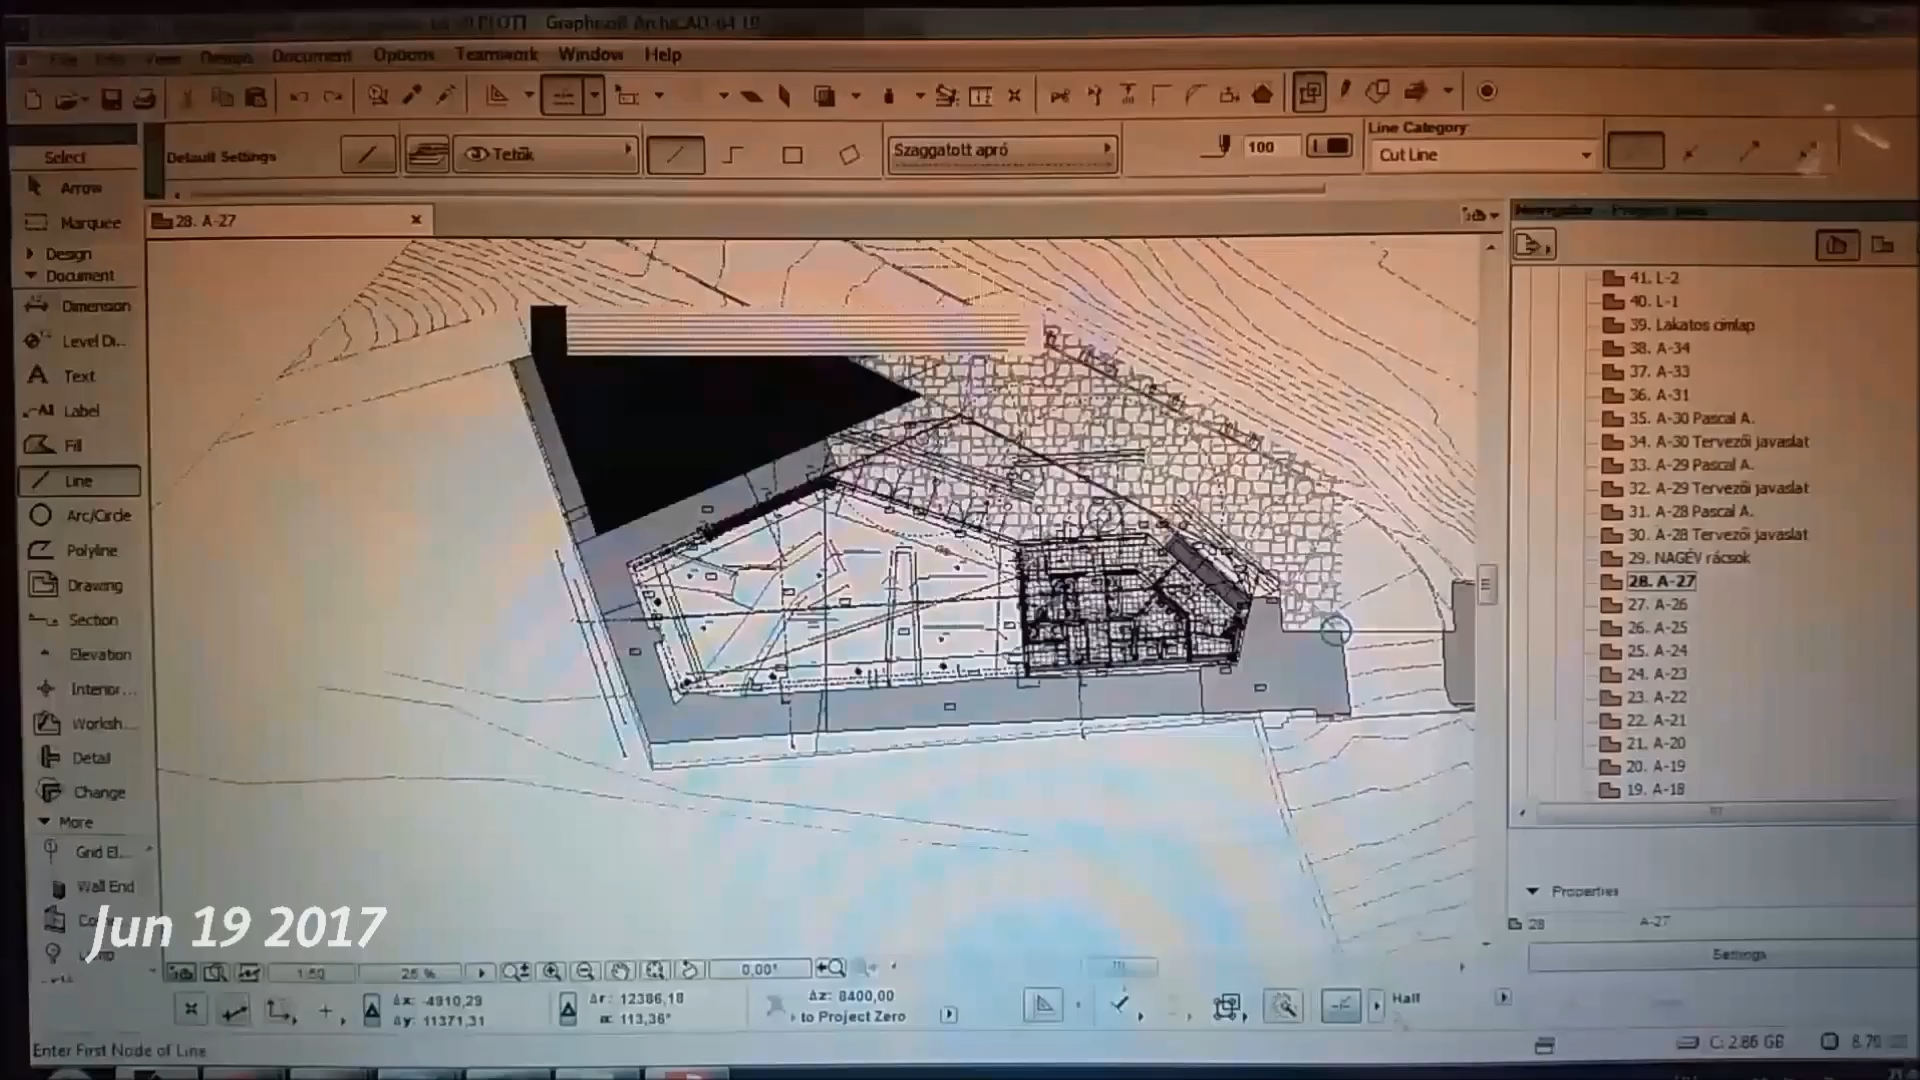 Graphisoft ArchiCAD-64 19
Document Options Teamwork Window Help
Default Settings
Tetők
Szaggatott apró
100
Line Category:
Cut Line
Select
Arrow
Marquee
Design
Document
Dimension
Level Di...
Text
Label
Fill
Line
Arc/Circle
Polyline
Drawing
Section
Elevation
Interior...
Worksh...
Detail
Change
More
Grid El...
Wall End
28. A-27
41. L-2
40. L-1
39. Lakatos címlap
38. A-34
37. A-33
36. A-31
35. A-30 Pascal A.
34. A-30 Tervezői javaslat
33. A-29 Pascal A.
32. A-29 Tervezői javaslat
31. A-28 Pascal A.
30. A-28 Tervezői javaslat
29. NAGÉV rácsok
28. A-27
27. A-26
26. A-25
25. A-24
24. A-23
23. A-22
22. A-21
21. A-20
20. A-19
19. A-18
Properties
28 A-27
Settings
Jun 19 2017
1:50 0,00°
Δx: -4910,29
Δy: 11371,31
Δr: 12386,18
α: 113,36°
Δz: 8400,00
to Project Zero
Half
Enter First Node of Line
C: 2.86 GB